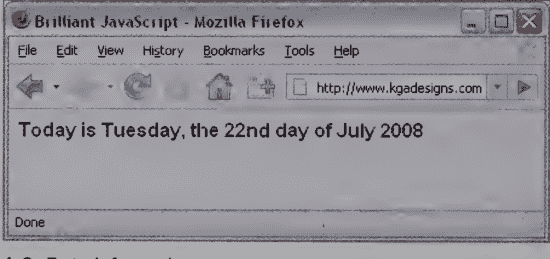 Brilliant JavaScript - Mozilla Firefox
File Edit View History Bookmarks Tools Help
http://www.kgadesigns.com
Today is Tuesday, the 22nd day of July 2008
Done